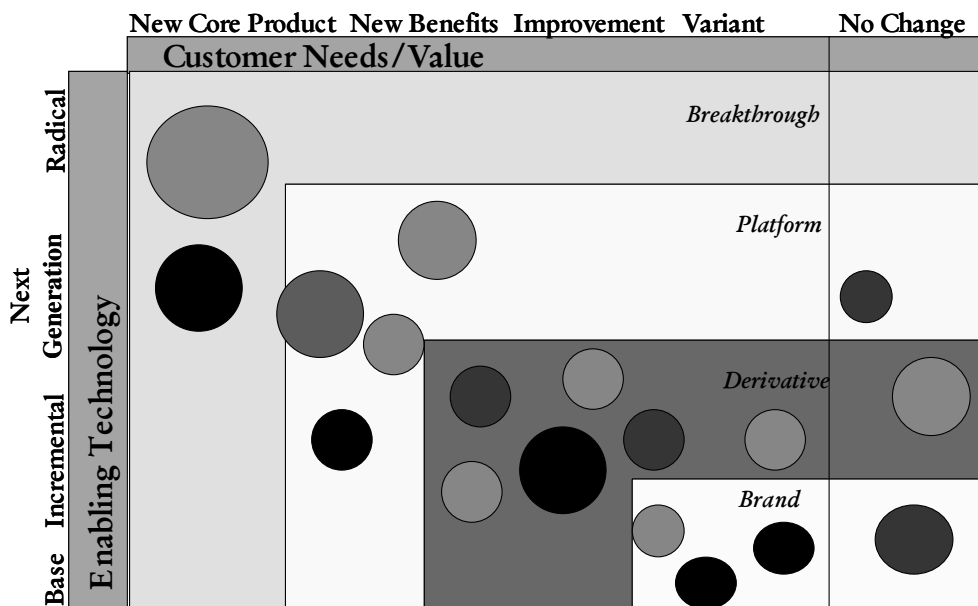 New Core Product New Benefits Improvement Variant No Change
Customer Needs/Value
Radical
Next
Generation
Incremental
Base
Enabling Technology
Breakthrough
Platform
Derivative
Brand